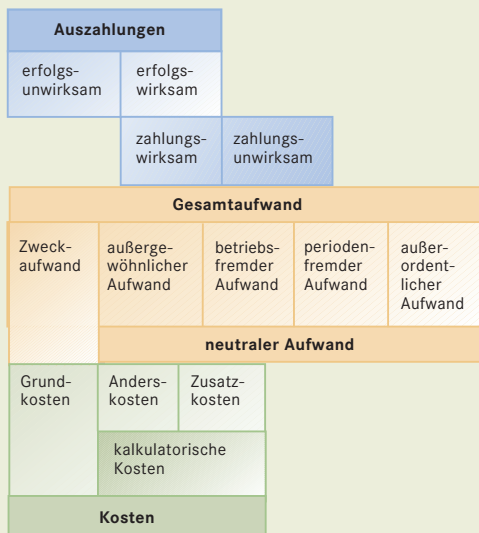 Auszahlungen
erfolgs-
unwirksam
erfolgs-
wirksam
zahlungs-
wirksam
zahlungs-
unwirksam
Gesamtaufwand
Zweck-
aufwand
außerge-
wöhnlicher
Aufwand
betriebs-
fremder
Aufwand
perioden-
fremder
Aufwand
außer-
ordent-
licher
Aufwand
neutraler Aufwand
Grund-
kosten
Anders-
kosten
Zusatz-
kosten
kalkulatorische
Kosten
Kosten